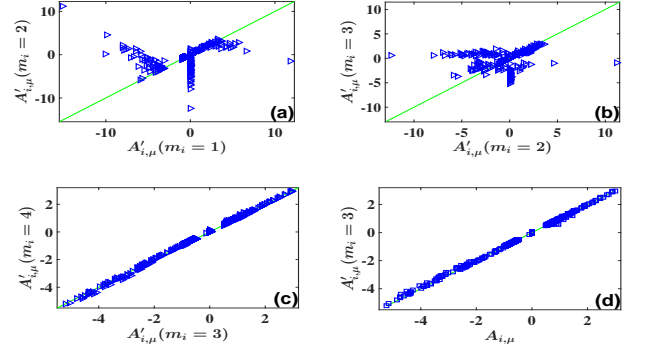 A′i,μ(mi = 2)
10
0
-10
-10 0 10
(a)
A′i,μ(mi = 1)
A′i,μ(mi = 3)
10
5
0
-5
-10
-10 -5 0 5 10
(b)
A′i,μ(mi = 2)
A′i,μ(mi = 4)
2
0
-2
-4
-4 -2 0 2
(c)
A′i,μ(mi = 3)
A′i,μ(mi = 3)
2
0
-2
-4
-4 -2 0 2
(d)
Ai,μ